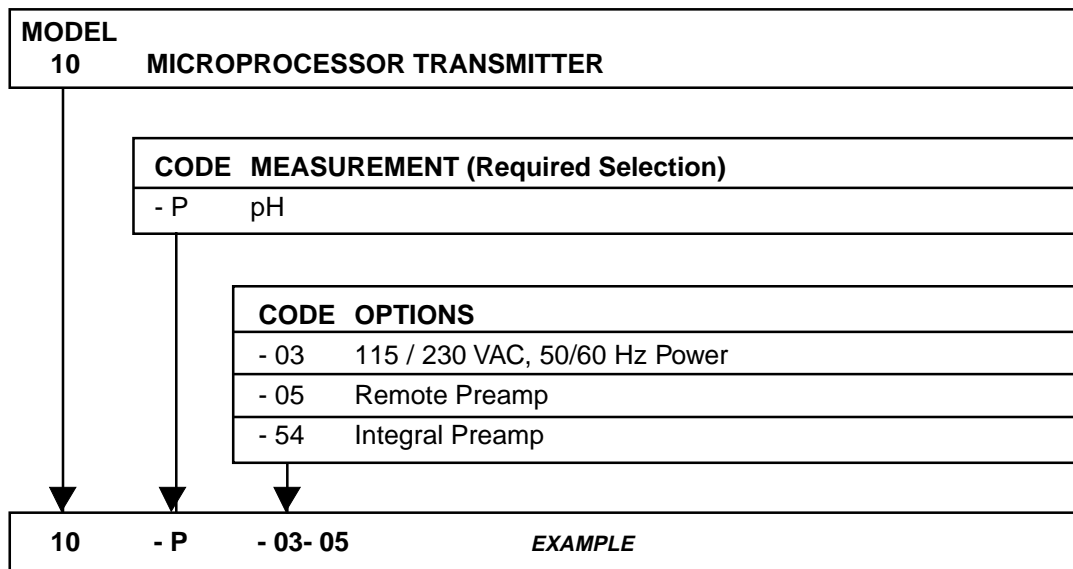 MODEL
10 MICROPROCESSOR TRANSMITTER
CODE MEASUREMENT (Required Selection)
- P pH
CODE OPTIONS
- 03 115 / 230 VAC, 50/60 Hz Power
- 05 Remote Preamp
- 54 Integral Preamp
10 - P - 03- 05 EXAMPLE